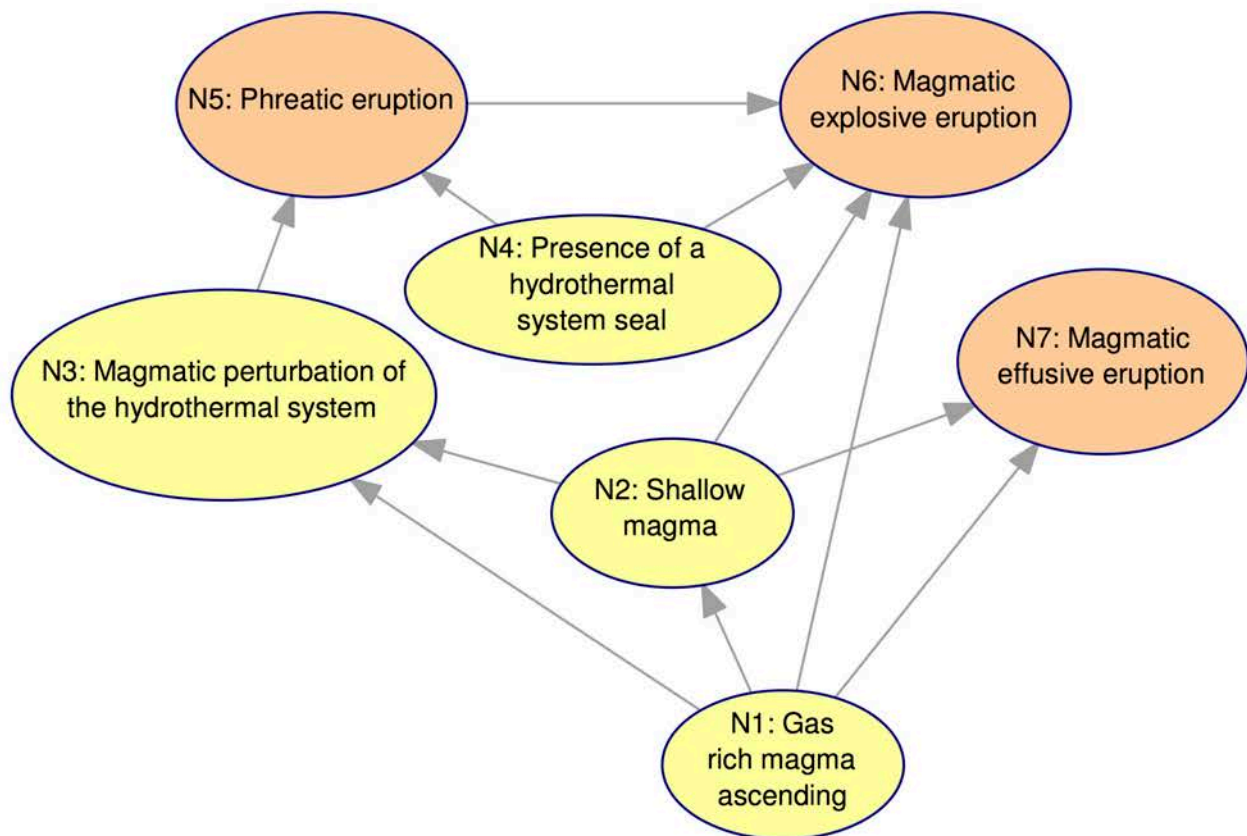 N5: Phreatic eruption
N6: Magmatic
explosive eruption
N4: Presence of a
hydrothermal
system seal
N7: Magmatic
effusive eruption
N3: Magmatic perturbation of
the hydrothermal system
N2: Shallow
magma
N1: Gas
rich magma
ascending